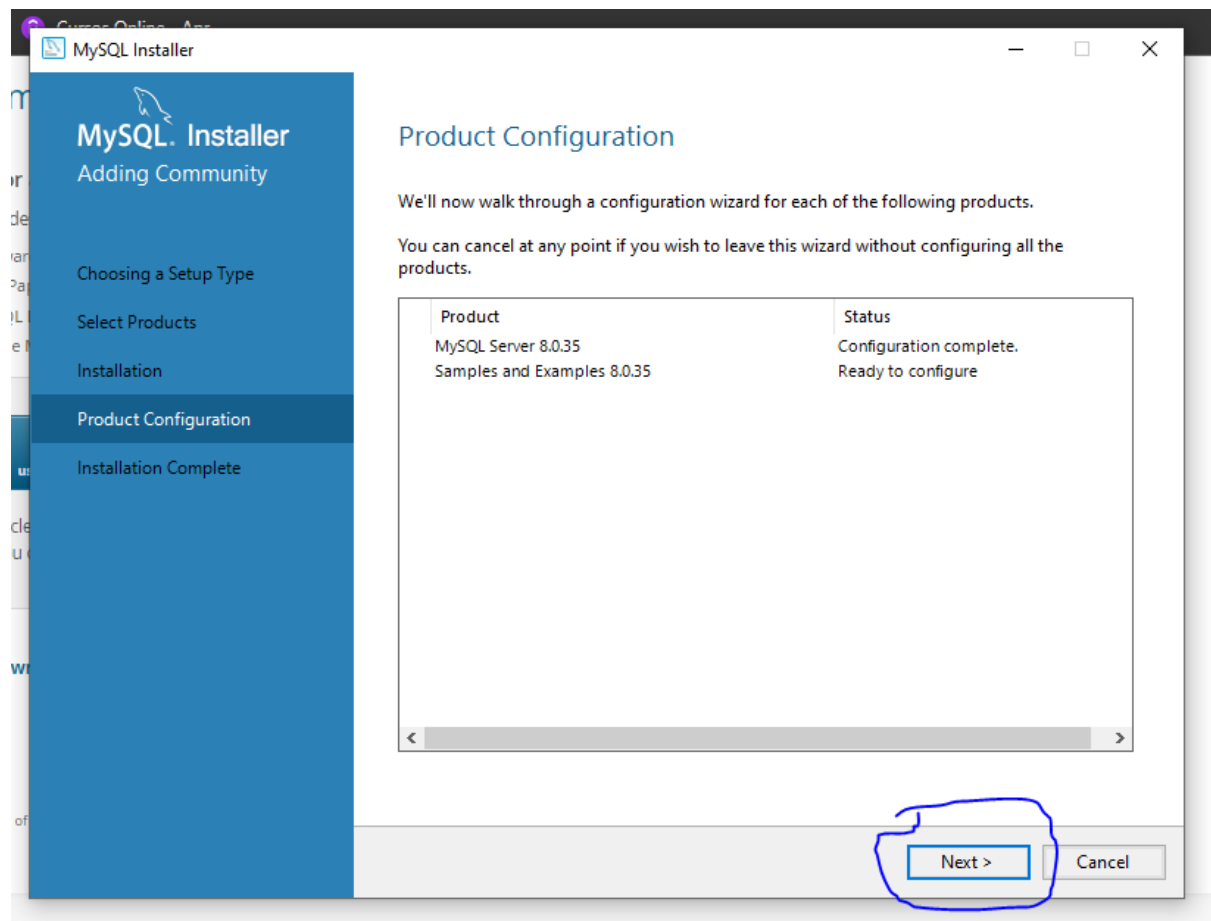 MySQL Installer
MySQL. Installer
Adding Community
Choosing a Setup Type
Select Products
Installation
Product Configuration
Installation Complete
Product Configuration
We'll now walk through a configuration wizard for each of the following products.
You can cancel at any point if you wish to leave this wizard without configuring all the
products.
Product Status
MySQL Server 8.0.35 Configuration complete.
Samples and Examples 8.0.35 Ready to configure
Next >
Cancel